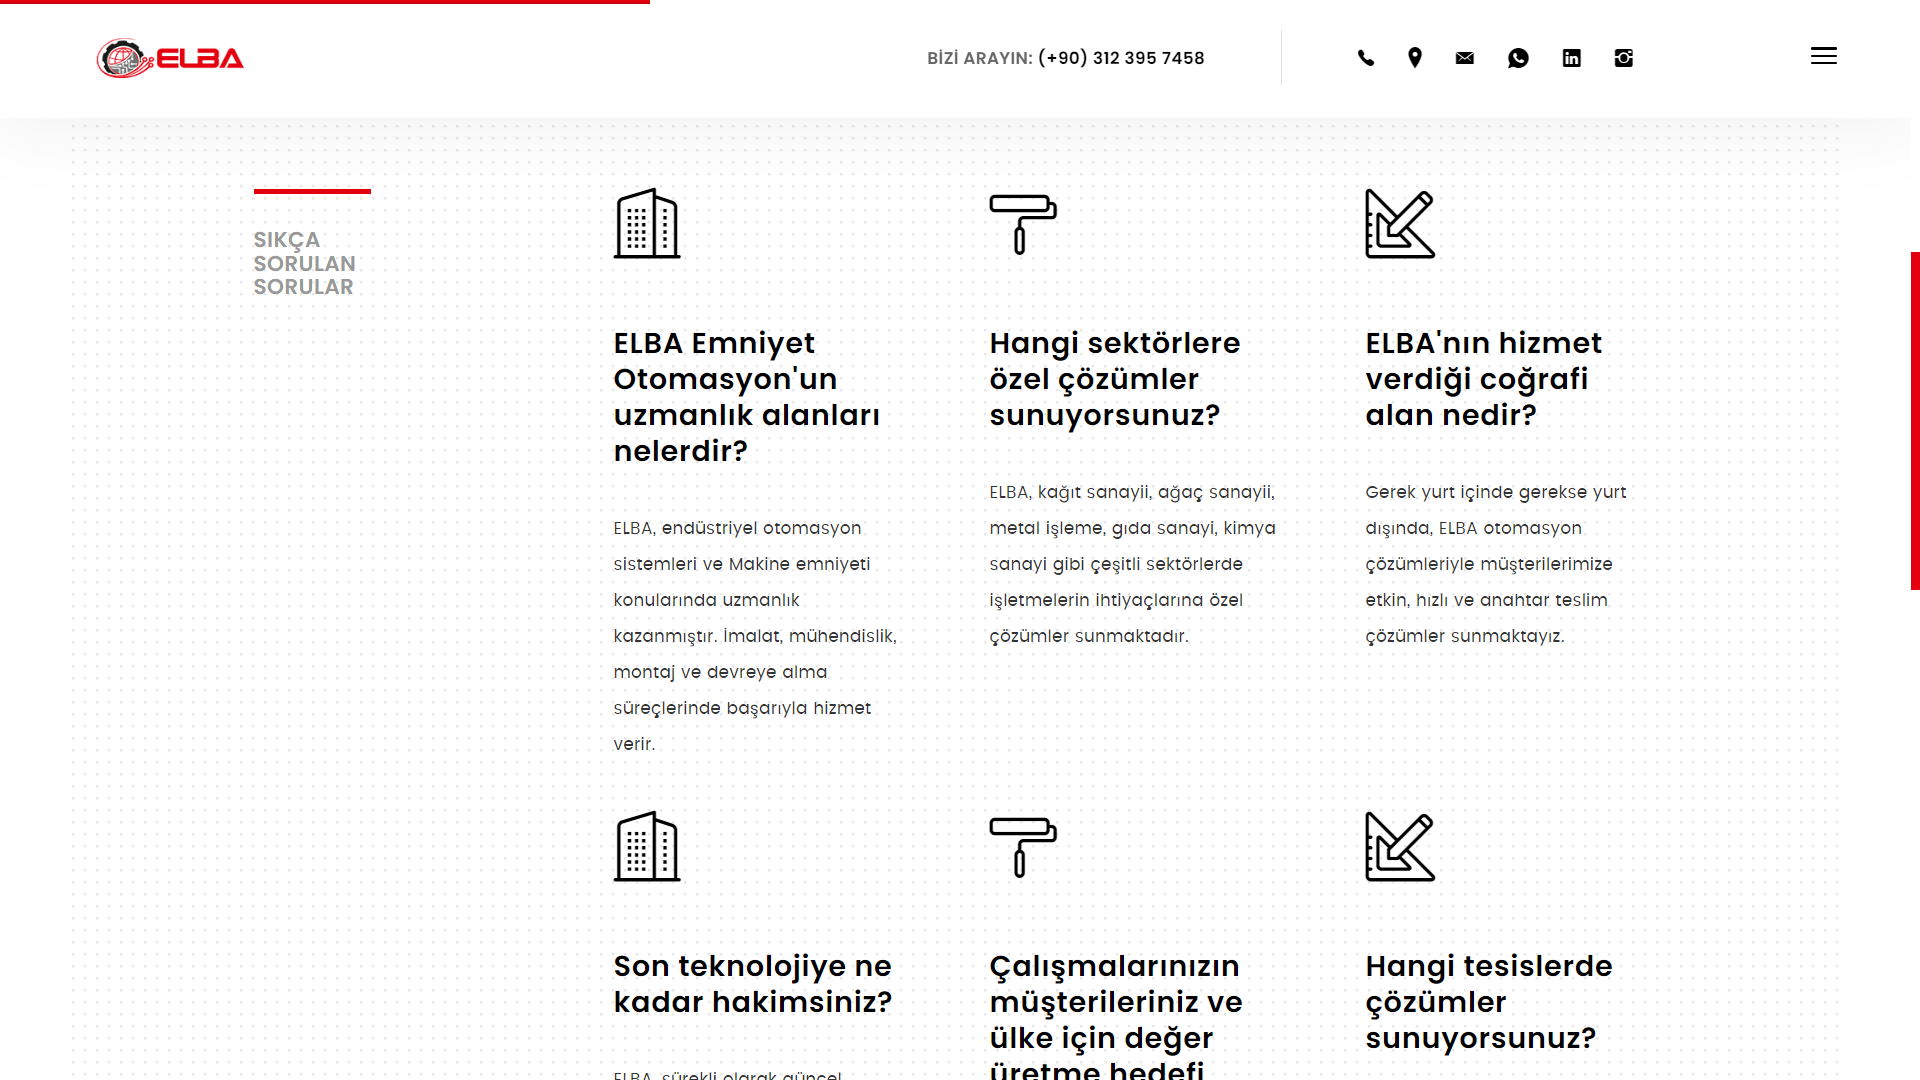 ELBA
BİZİ ARAYIN: (+90) 312 395 7458
SIKÇA
SORULAN
SORULAR
ELBA Emniyet
Otomasyon'un
uzmanlık alanları
nelerdir?
ELBA, endüstriyel otomasyon
sistemleri ve Makine emniyeti
konularında uzmanlık
kazanmıştır. İmalat, mühendislik,
montaj ve devreye alma
süreçlerinde başarıyla hizmet
verir.
Hangi sektörlere
özel çözümler
sunuyorsunuz?
ELBA, kağıt sanayii, ağaç sanayii,
metal işleme, gıda sanayi, kimya
sanayi gibi çeşitli sektörlerde
işletmelerin ihtiyaçlarına özel
çözümler sunmaktadır.
ELBA'nın hizmet
verdiği coğrafi
alan nedir?
Gerek yurt içinde gerekse yurt
dışında, ELBA otomasyon
çözümleriyle müşterilerimize
etkin, hızlı ve anahtar teslim
çözümler sunmaktayız.
Son teknolojiye ne
kadar hakimsiniz?
ELBA, sürekli olarak güncel
Çalışmalarınızın
müşterileriniz ve
ülke için değer
üretme hedefi
Hangi tesislerde
çözümler
sunuyorsunuz?